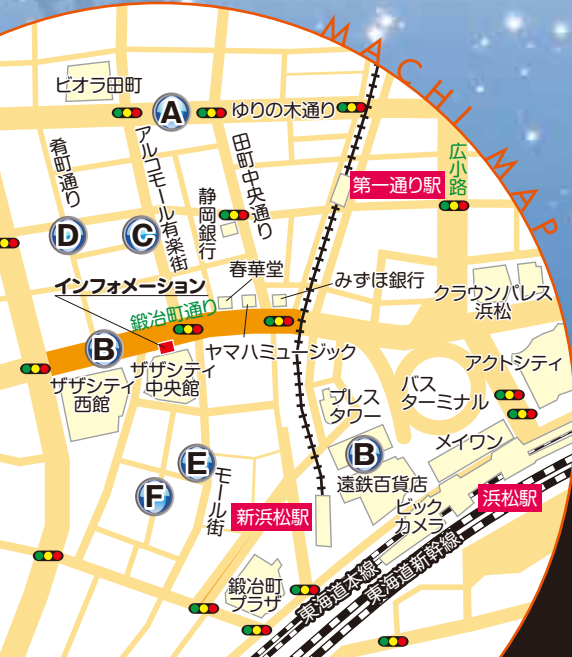 MACHI MAP
ビオラ田町
A
ゆりの木通り
肴町通り
アルコモール有楽街
田町中央通り
広小路
第一通り駅
静岡銀行
D
C
春華堂
みずほ銀行
インフォメーション
クラウンパレス
浜松
鍛冶町通り
B
ヤマハミュージック
ザザシティ
西館
ザザシティ
中央館
アクトシティ
プレス
タワー
バス
ターミナル
メイワン
B
遠鉄百貨店
E
モール街
F
新浜松駅
ビック
カメラ
浜松駅
鍛冶町
プラザ
東海道本線
東海道新幹線